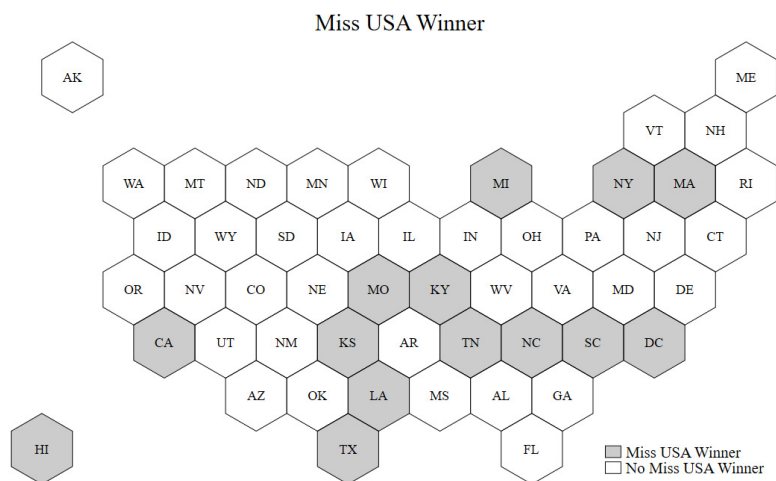 Miss USA Winner
AK
ME
VT NH
WA MT ND MN WI MI NY MA RI
ID WY SD IA IL IN OH PA NJ CT
OR NV CO NE MO KY WV VA MD DE
CA UT NM KS AR TN NC SC DC
AZ OK LA MS AL GA
HI TX FL
Miss USA Winner
No Miss USA Winner